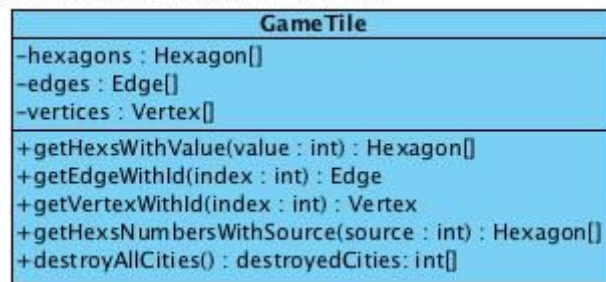 GameTile
-hexagons : Hexagon[]
-edges : Edge[]
-vertices : Vertex[]
+getHexsWithValue(value : int) : Hexagon[]
+getEdgeWithId(index : int) : Edge
+getVertexWithId(index : int) : Vertex
+getHexsNumbersWithSource(source : int) : Hexagon[]
+destroyAllCities() : destroyedCities: int[]